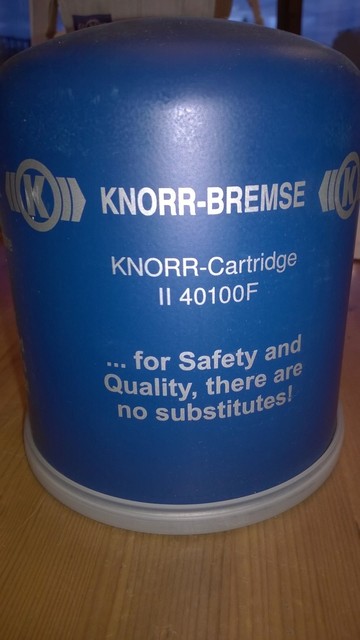 KNORR-BREMSE
KNORR-Cartridge
II 40100F
... for Safety and
Quality, there are
no substitutes!